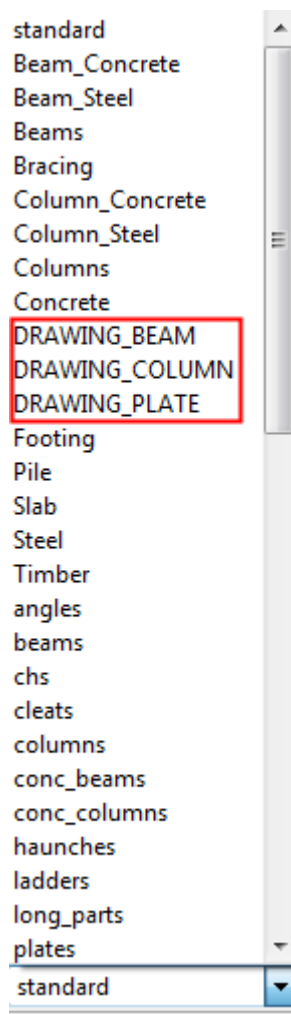 standard
Beam_Concrete
Beam_Steel
Beams
Bracing
Column_Concrete
Column_Steel
Columns
Concrete
DRAWING_BEAM
DRAWING_COLUMN
DRAWING_PLATE
Footing
Pile
Slab
Steel
Timber
angles
beams
chs
cleats
columns
conc_beams
conc_columns
haunches
ladders
long_parts
plates
standard